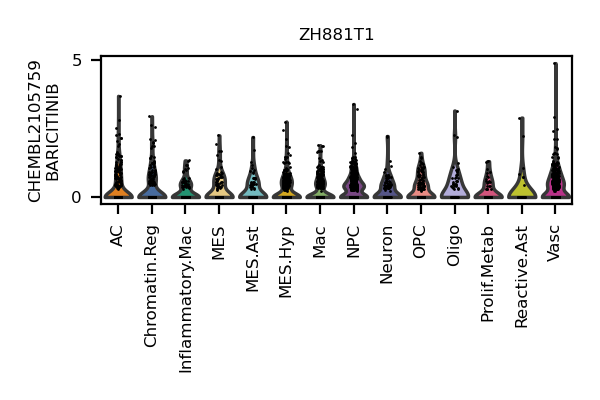 ZH881T1
CHEMBL2105759
BARICITINIB
5
0
AC
Chromatin.Reg
Inflammatory.Mac
MES
MES.Ast
MES.Hyp
Mac
NPC
Neuron
OPC
Oligo
Prolif.Metab
Reactive.Ast
Vasc